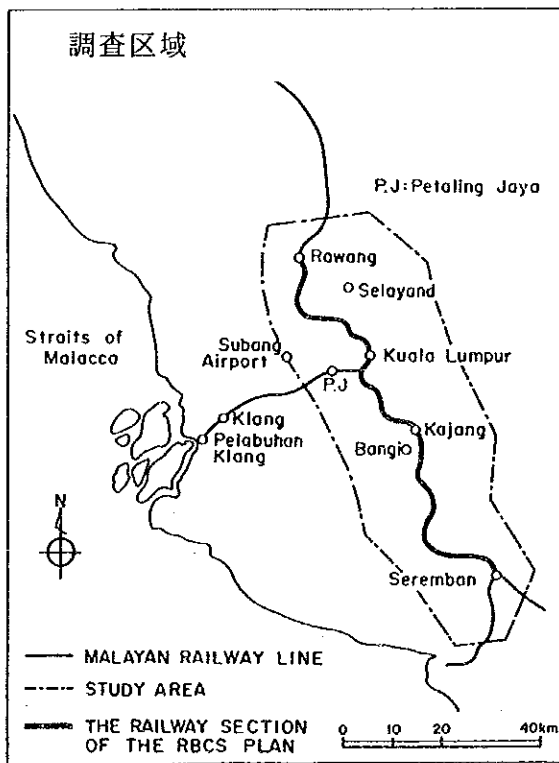 調査区域
P.J:Petaling Jaya
Rawang
Selayand
Straits of
Malacca
Subang
Airport
Kuala Lumpur
P.J
Klang
Pelabuhan
Klang
Kajang
Bangi
N
Seremban
MALAYAN RAILWAY LINE
STUDY AREA
THE RAILWAY SECTION
OF THE RBCS PLAN
0 10 20 40km